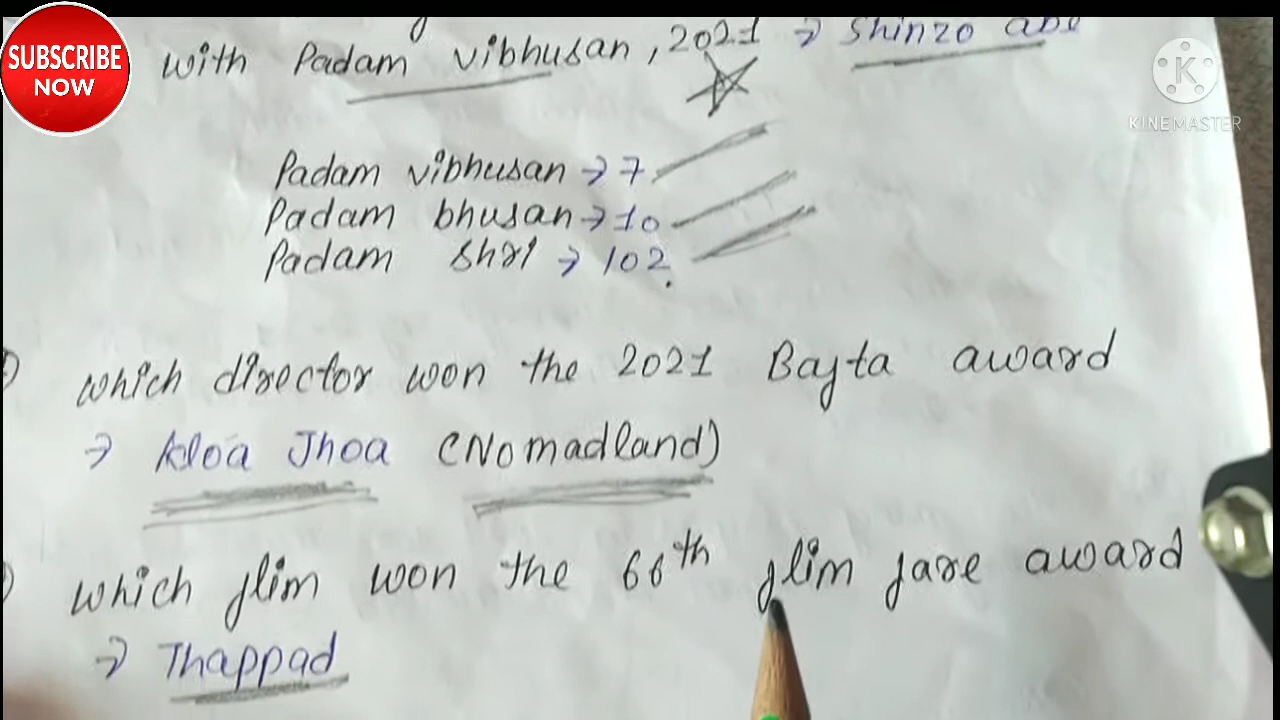 SUBSCRIBE
NOW
with Padam vibhusan, 2021 → Shinzo abe
K
KINEMASTER
Padam vibhusan → 7
Padam bhusan → 10
Padam Shri → 102.
which director won the 2021 Bafta award
→ kloa Jhoa (Nomadland)
which flim won the 66th flim fare award
→ Thappad